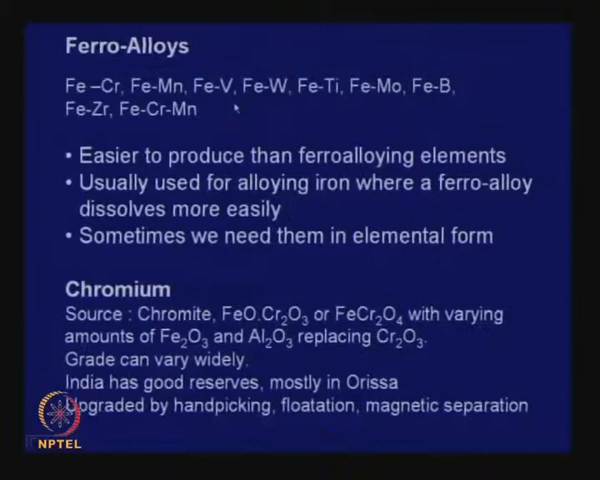 Ferro-Alloys
Fe –Cr, Fe-Mn, Fe-V, Fe-W, Fe-Ti, Fe-Mo, Fe-B,
Fe-Zr, Fe-Cr-Mn
• Easier to produce than ferroalloying elements
• Usually used for alloying iron where a ferro-alloy
dissolves more easily
• Sometimes we need them in elemental form
Chromium
Source : Chromite, FeO.Cr₂O₃ or FeCr₂O₄ with varying
amounts of Fe₂O₃ and Al₂O₃ replacing Cr₂O₃.
Grade can vary widely.
India has good reserves, mostly in Orissa
Upgraded by handpicking, floatation, magnetic separation
NPTEL